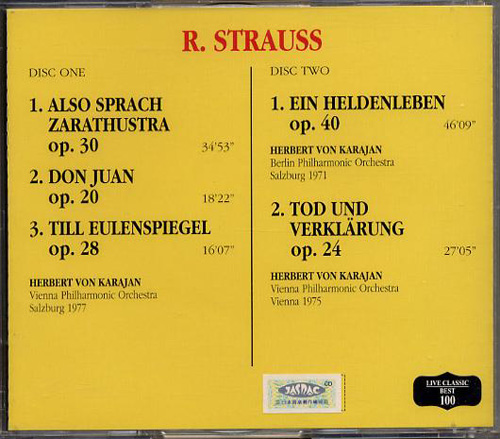 R. STRAUSS
DISC ONE
1. ALSO SPRACH
ZARATHUSTRA
op. 30 34'53"
2. DON JUAN
op. 20 18'22"
3. TILL EULENSPIEGEL
op. 28 16'07"
HERBERT VON KARAJAN
Vienna Philharmonic Orchestra
Salzburg 1977
DISC TWO
1. EIN HELDENLEBEN
op. 40 46'09"
HERBERT VON KARAJAN
Berlin Philharmonic Orchestra
Salzburg 1971
2. TOD UND
VERKLÄRUNG
op. 24 27'05"
HERBERT VON KARAJAN
Vienna Philharmonic Orchestra
Vienna 1975
JASRAC
LIVE CLASSIC
BEST
100